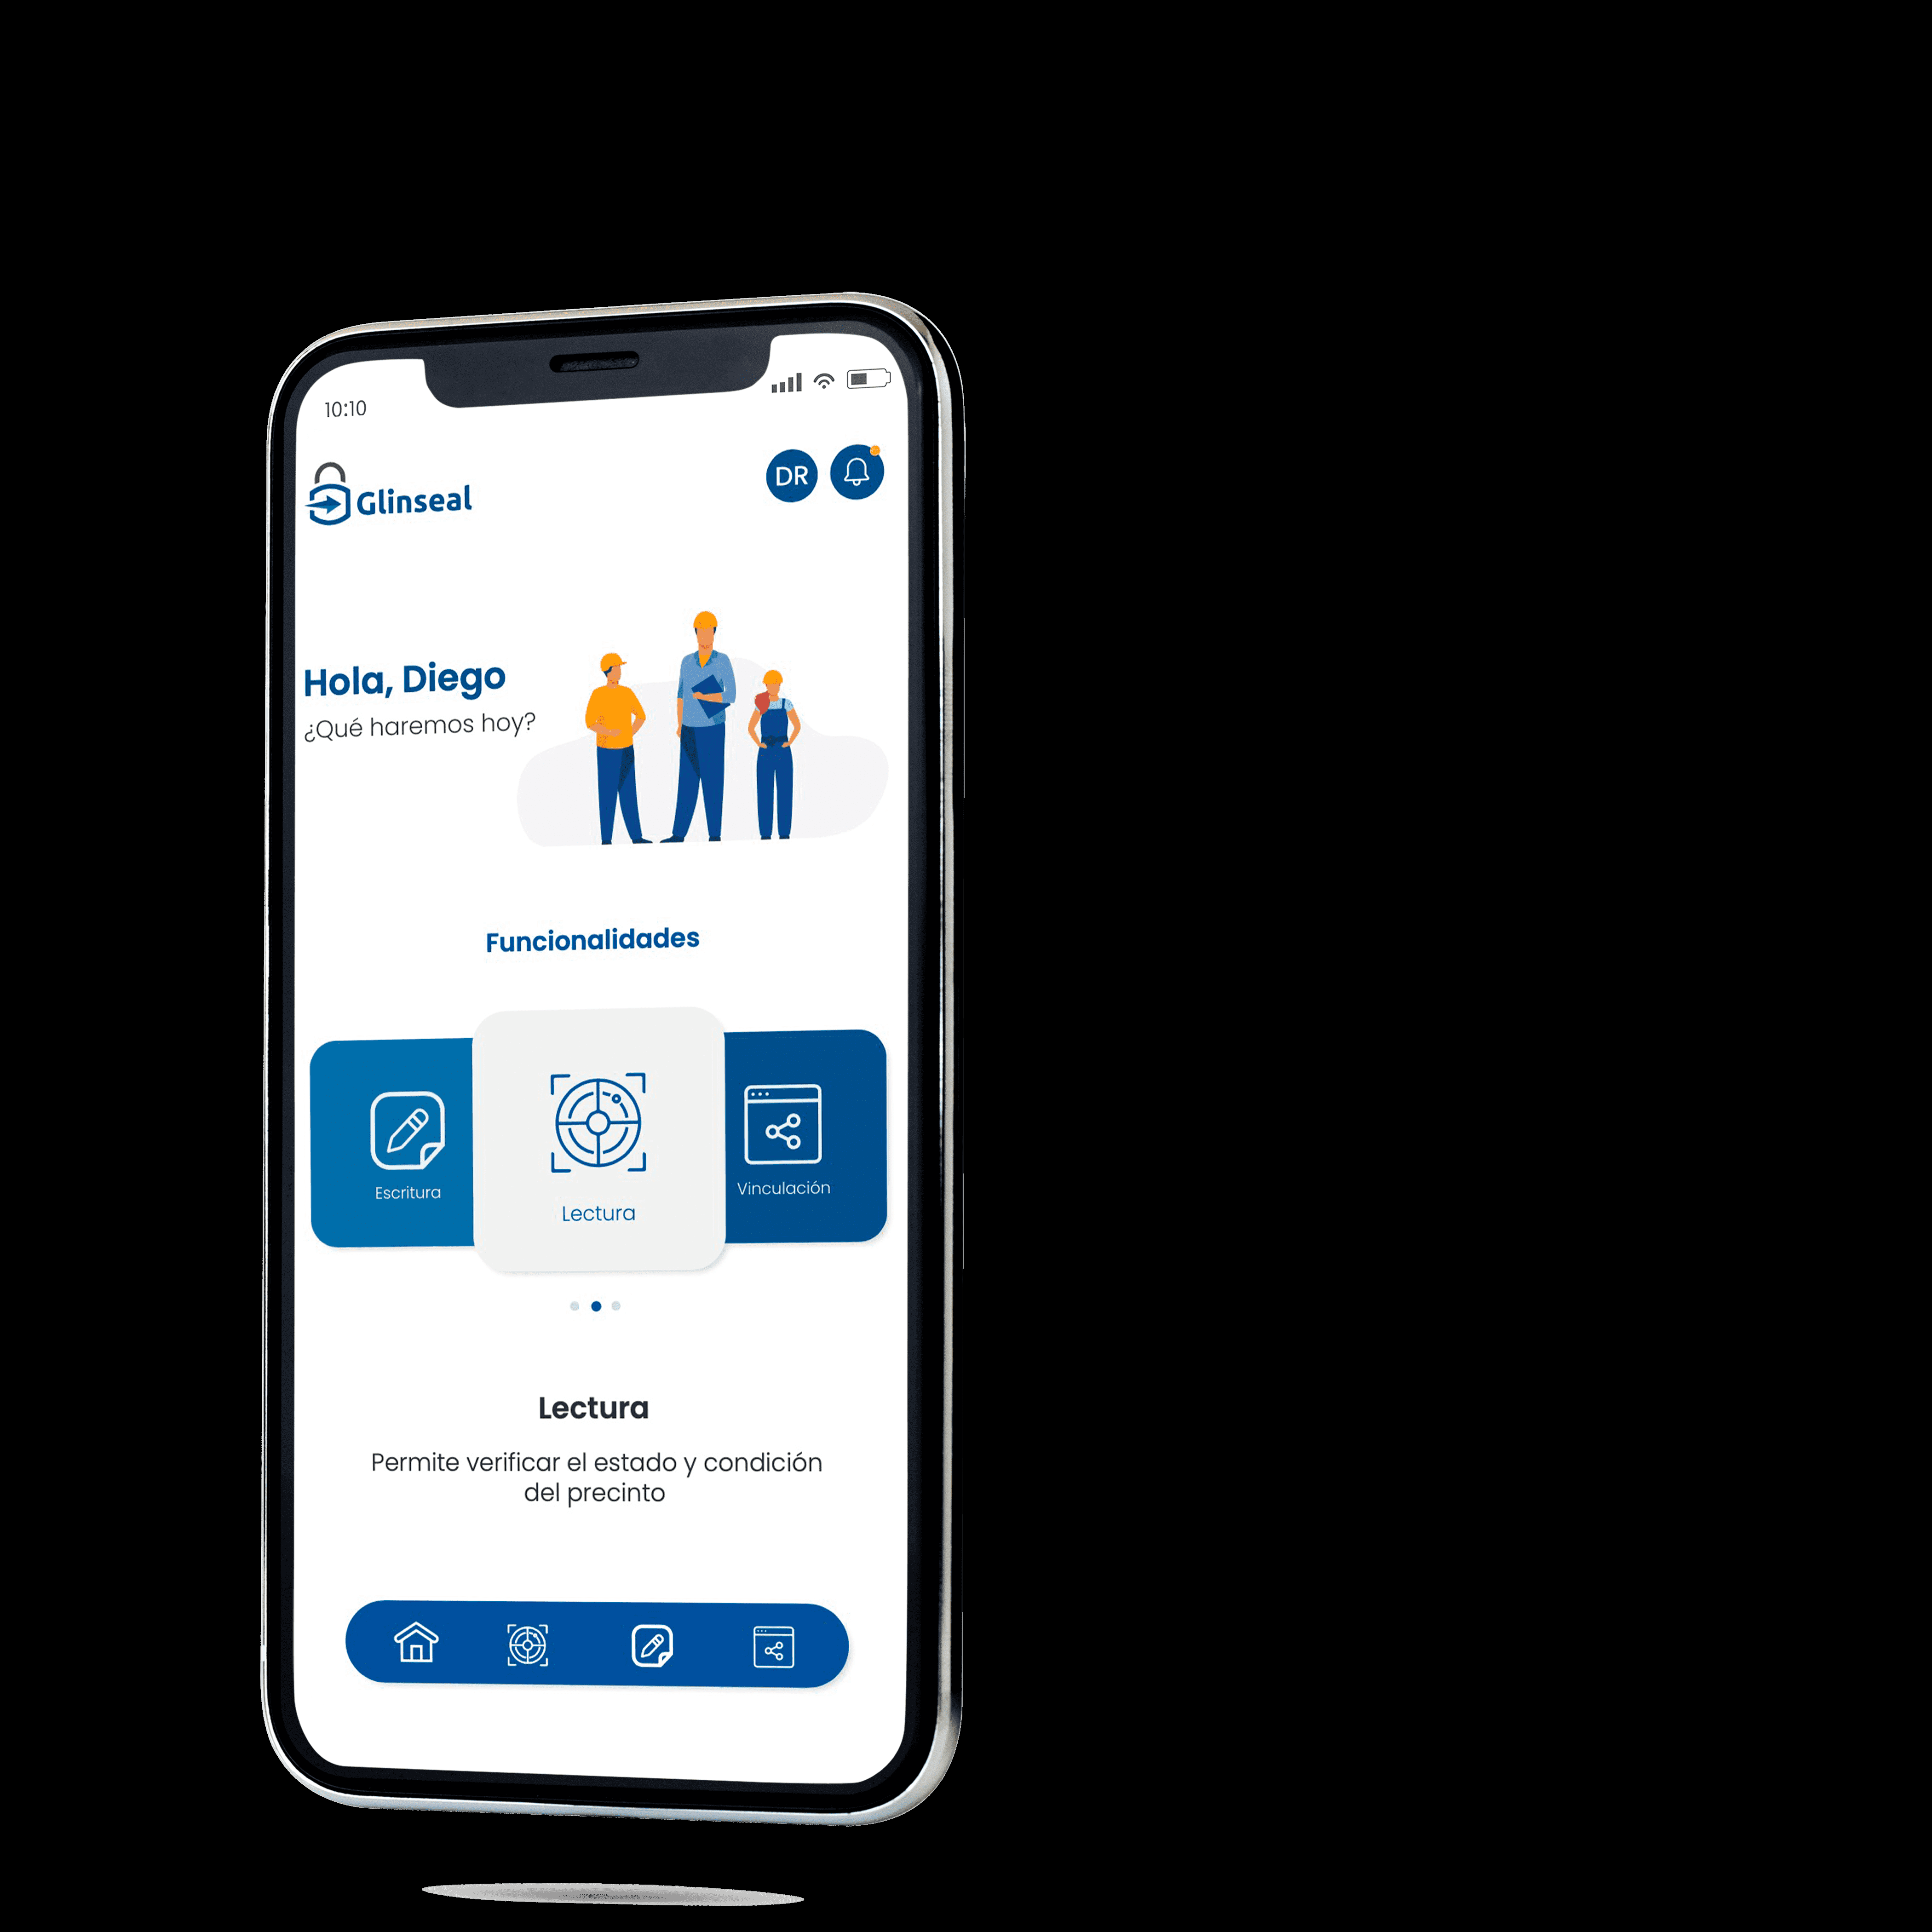 10:10
Glinseal
DR
Hola, Diego
¿Qué haremos hoy?
Funcionalidades
Escritura
Lectura
Vinculación
Lectura
Permite verificar el estado y condición
del precinto